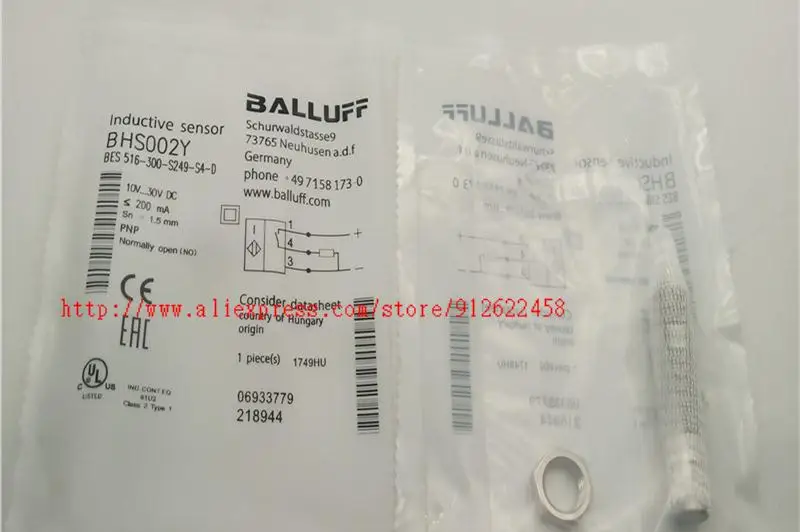 Inductive sensor
BHS002Y
BES 516-300-S249-S4-D
10V...30V DC
≤ 200 mA
Sn = 1.5 mm
PNP
Normally open (NO)
CE
EAC
C UL US
LISTED
IND.CONT.EQ
81U2
Class 2 Type 1
BALLUFF
Schurwaldstasse9
73765 Neuhusen a.d.f
Germany
phone +49 7158 173-0
www.balluff.com
1
4
3
+
–
Consider datasheet
country of Hungary
origin
1 piece(s) 1749HU
06933779
218944
http://www.aliexpress.com/store/912622458
BALLUFF
Inductive sensor